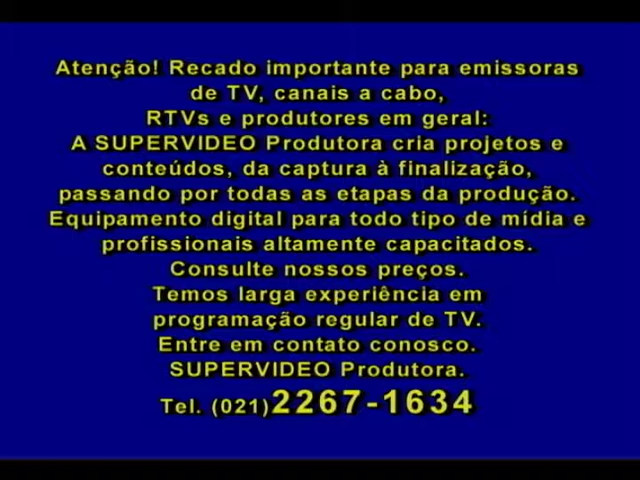 Atenção! Recado importante para emissoras
de TV, canais a cabo,
RTVs e produtores em geral:
A SUPERVIDEO Produtora cria projetos e
conteúdos, da captura à finalização,
passando por todas as etapas da produção.
Equipamento digital para todo tipo de mídia e
profissionais altamente capacitados.
Consulte nossos preços.
Temos larga experiência em
programação regular de TV.
Entre em contato conosco.
SUPERVIDEO Produtora.
Tel. (021)2267-1634